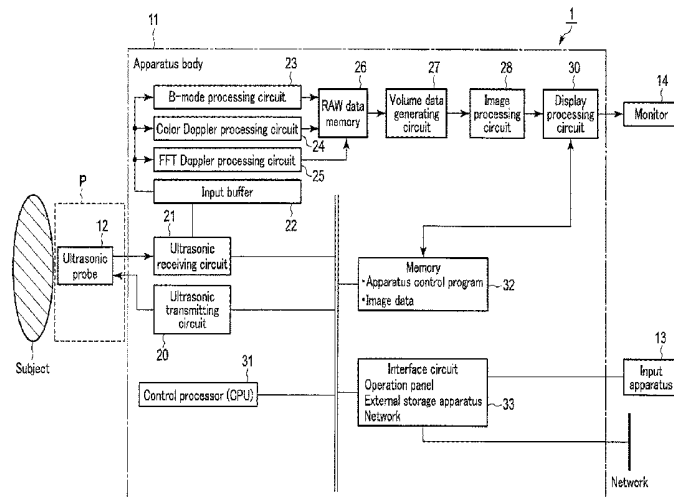 1
11
Apparatus body
23
B-mode processing circuit
Color Doppler processing circuit
24
FFT Doppler processing circuit
25
Input buffer
22
26
RAW data
memory
27
Volume data
generating
circuit
28
Image
processing
circuit
30
Display
processing
circuit
14
Monitor
P
12
Ultrasonic
probe
Subject
21
Ultrasonic
receiving circuit
Ultrasonic
transmitting
circuit
20
31
Control processor (CPU)
Memory
・Apparatus control program
・Image data
32
Interface circuit
Operation panel
External storage apparatus
Network
33
13
Input
apparatus
Network